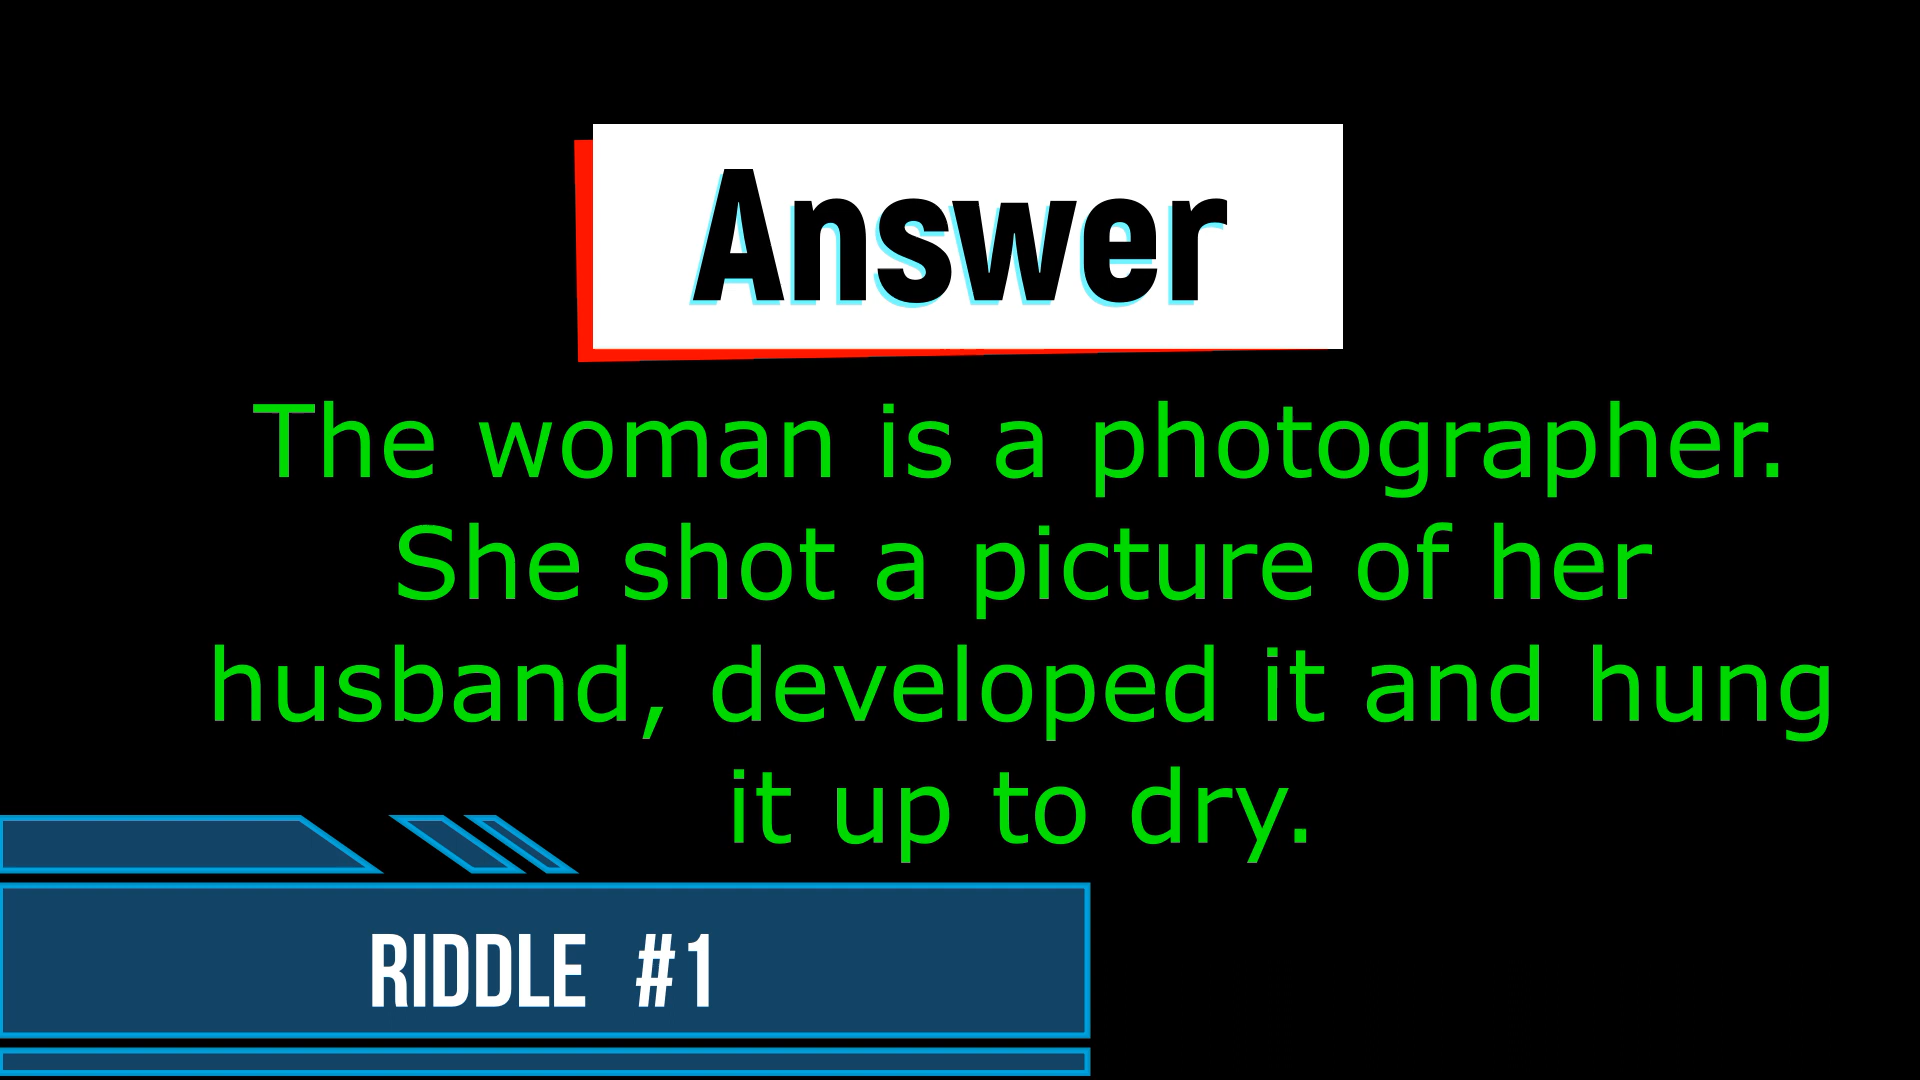 Answer
The woman is a photographer.
She shot a picture of her
husband, developed it and hung
it up to dry.
RIDDLE #1